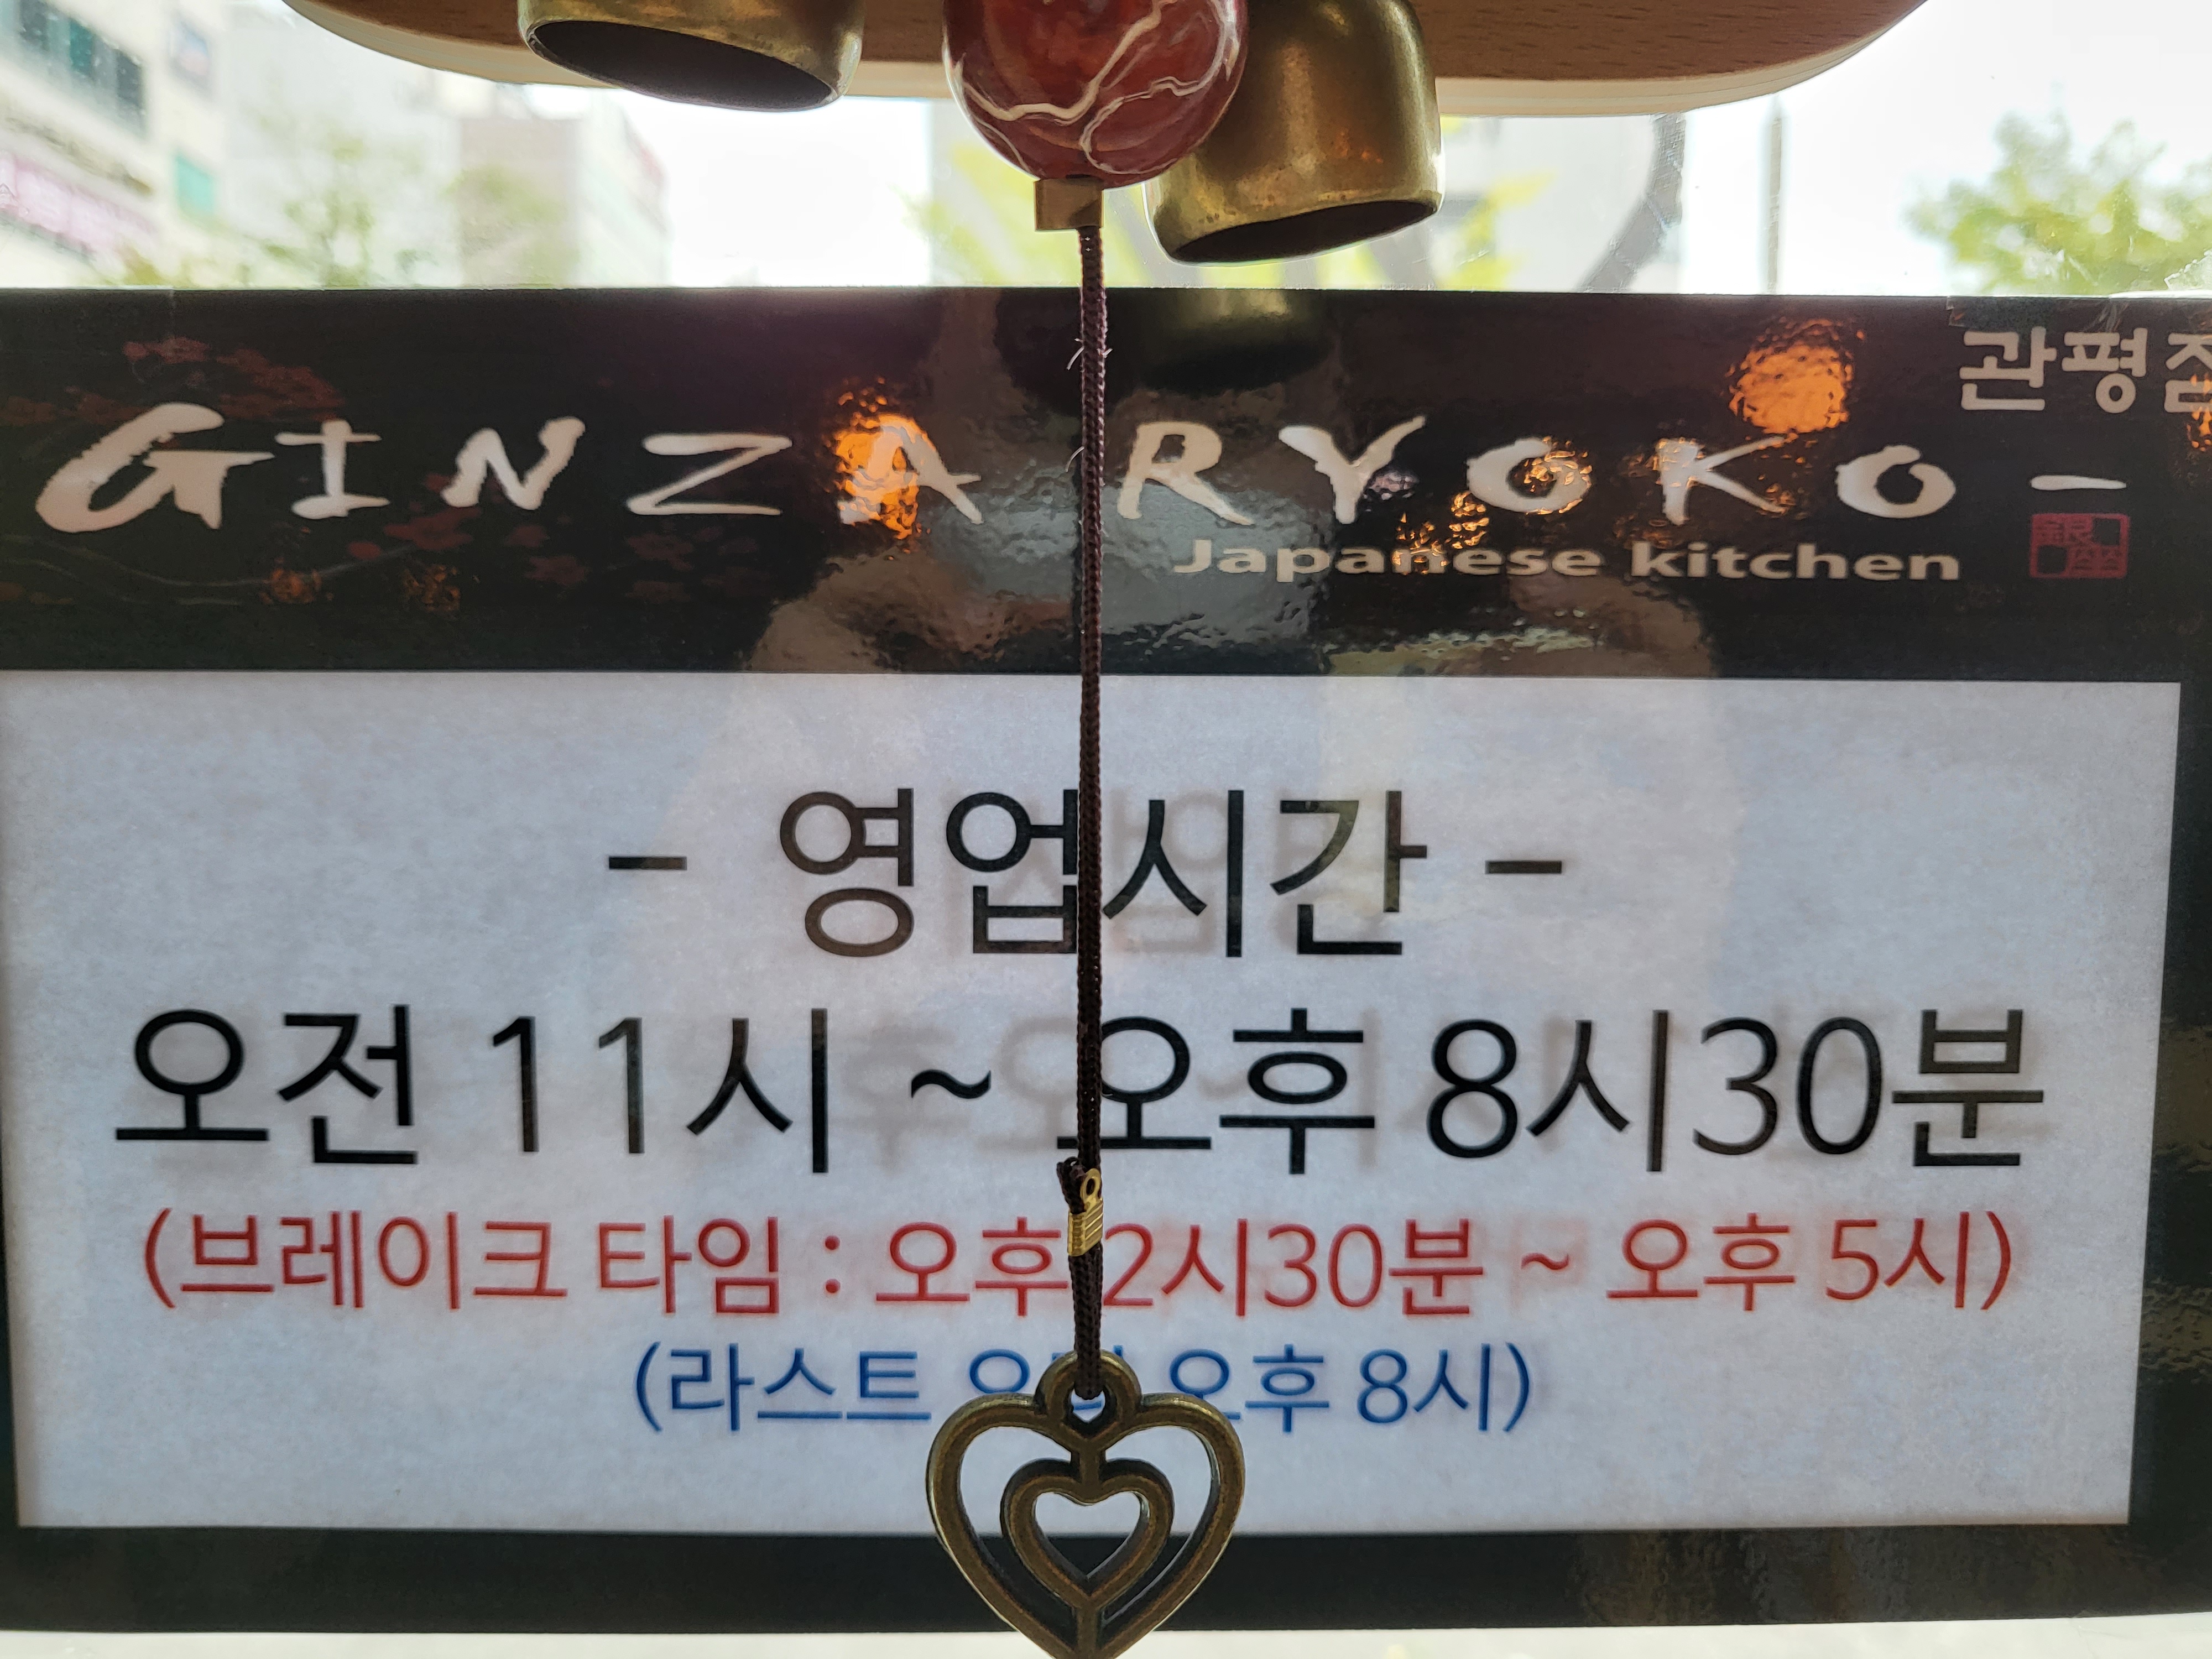 관평점
GINZA RYOKO -
Japanese kitchen
銀座
- 영업시간 -
오전 11시 ~ 오후 8시30분
(브레이크 타임 : 오후 2시30분 ~ 오후 5시)
(라스트 오후 8시)